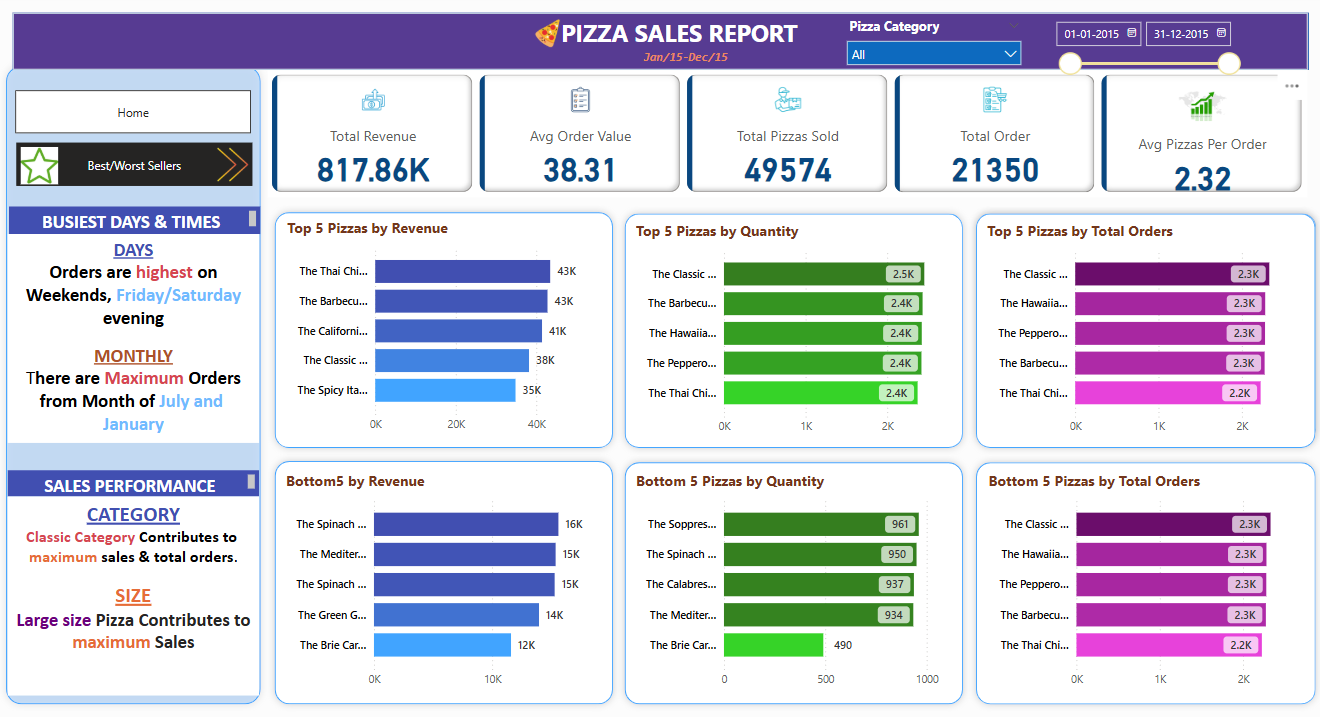 PIZZA SALES REPORT
Jan/15-Dec/15
Pizza Category
All
01-01-2015
31-12-2015
Home
Best/Worst Sellers
Total Revenue
817.86K
Avg Order Value
38.31
Total Pizzas Sold
49574
Total Order
21350
Avg Pizzas Per Order
2.32
BUSIEST DAYS & TIMES
DAYS
Orders are highest on
Weekends, Friday/Saturday
evening
MONTHLY
There are Maximum Orders
from Month of July and
January
SALES PERFORMANCE
CATEGORY
Classic Category Contributes to
maximum sales & total orders.
SIZE
Large size Pizza Contributes to
maximum Sales
Top 5 Pizzas by Revenue
The Thai Chi... 43K
The Barbecu... 43K
The Californi... 41K
The Classic ... 38K
The Spicy Ita... 35K
0K 20K 40K
Top 5 Pizzas by Quantity
The Classic ... 2.5K
The Barbecu... 2.4K
The Hawaiia... 2.4K
The Peppero... 2.4K
The Thai Chi... 2.4K
0K 1K 2K
Top 5 Pizzas by Total Orders
The Classic ... 2.3K
The Hawaiia... 2.3K
The Peppero... 2.3K
The Barbecu... 2.3K
The Thai Chi... 2.2K
0K 1K 2K
Bottom5 by Revenue
The Spinach ... 16K
The Mediter... 15K
The Spinach ... 15K
The Green G... 14K
The Brie Car... 12K
0K 10K
Bottom 5 Pizzas by Quantity
The Soppres... 961
The Spinach ... 950
The Calabres... 937
The Mediter... 934
The Brie Car... 490
0 500 1000
Bottom 5 Pizzas by Total Orders
The Classic ... 2.3K
The Hawaiia... 2.3K
The Peppero... 2.3K
The Barbecu... 2.3K
The Thai Chi... 2.2K
0K 1K 2K